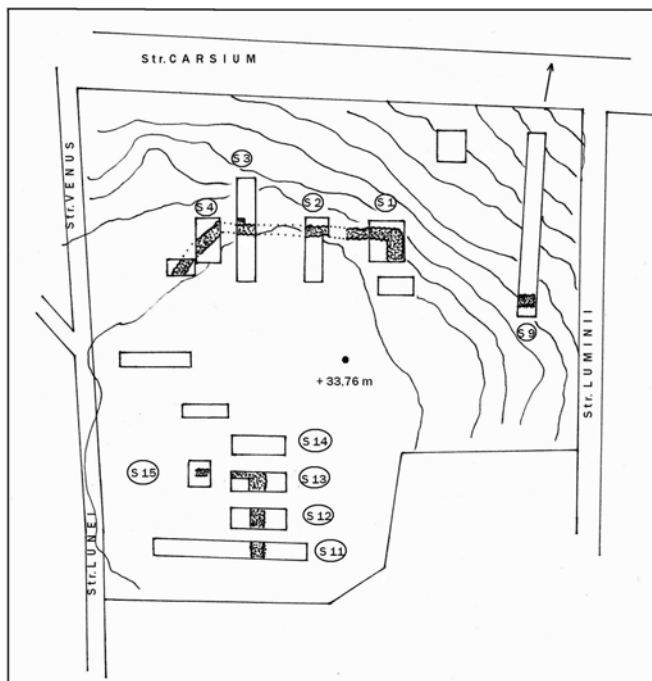 Str. CARSIUM
Str. VENUS
S 3
S 4
S 2
S 1
S 9
+ 33,76 m
Str. LUMINII
S 14
S 15
S 13
S 12
S 11
Str. LUNEI